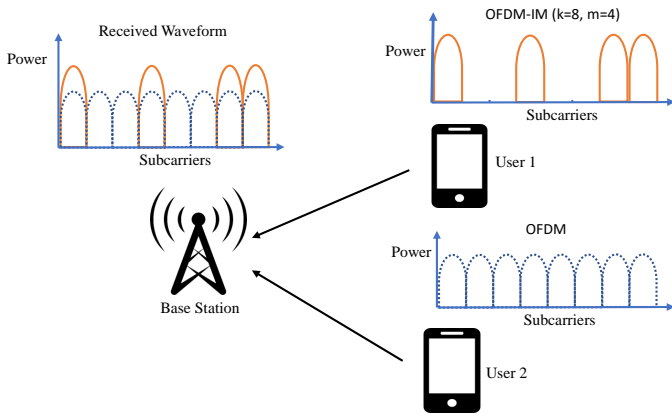 Received Waveform
Power
Subcarriers
OFDM-IM (k=8, m=4)
Power
Subcarriers
User 1
Base Station
OFDM
Power
Subcarriers
User 2